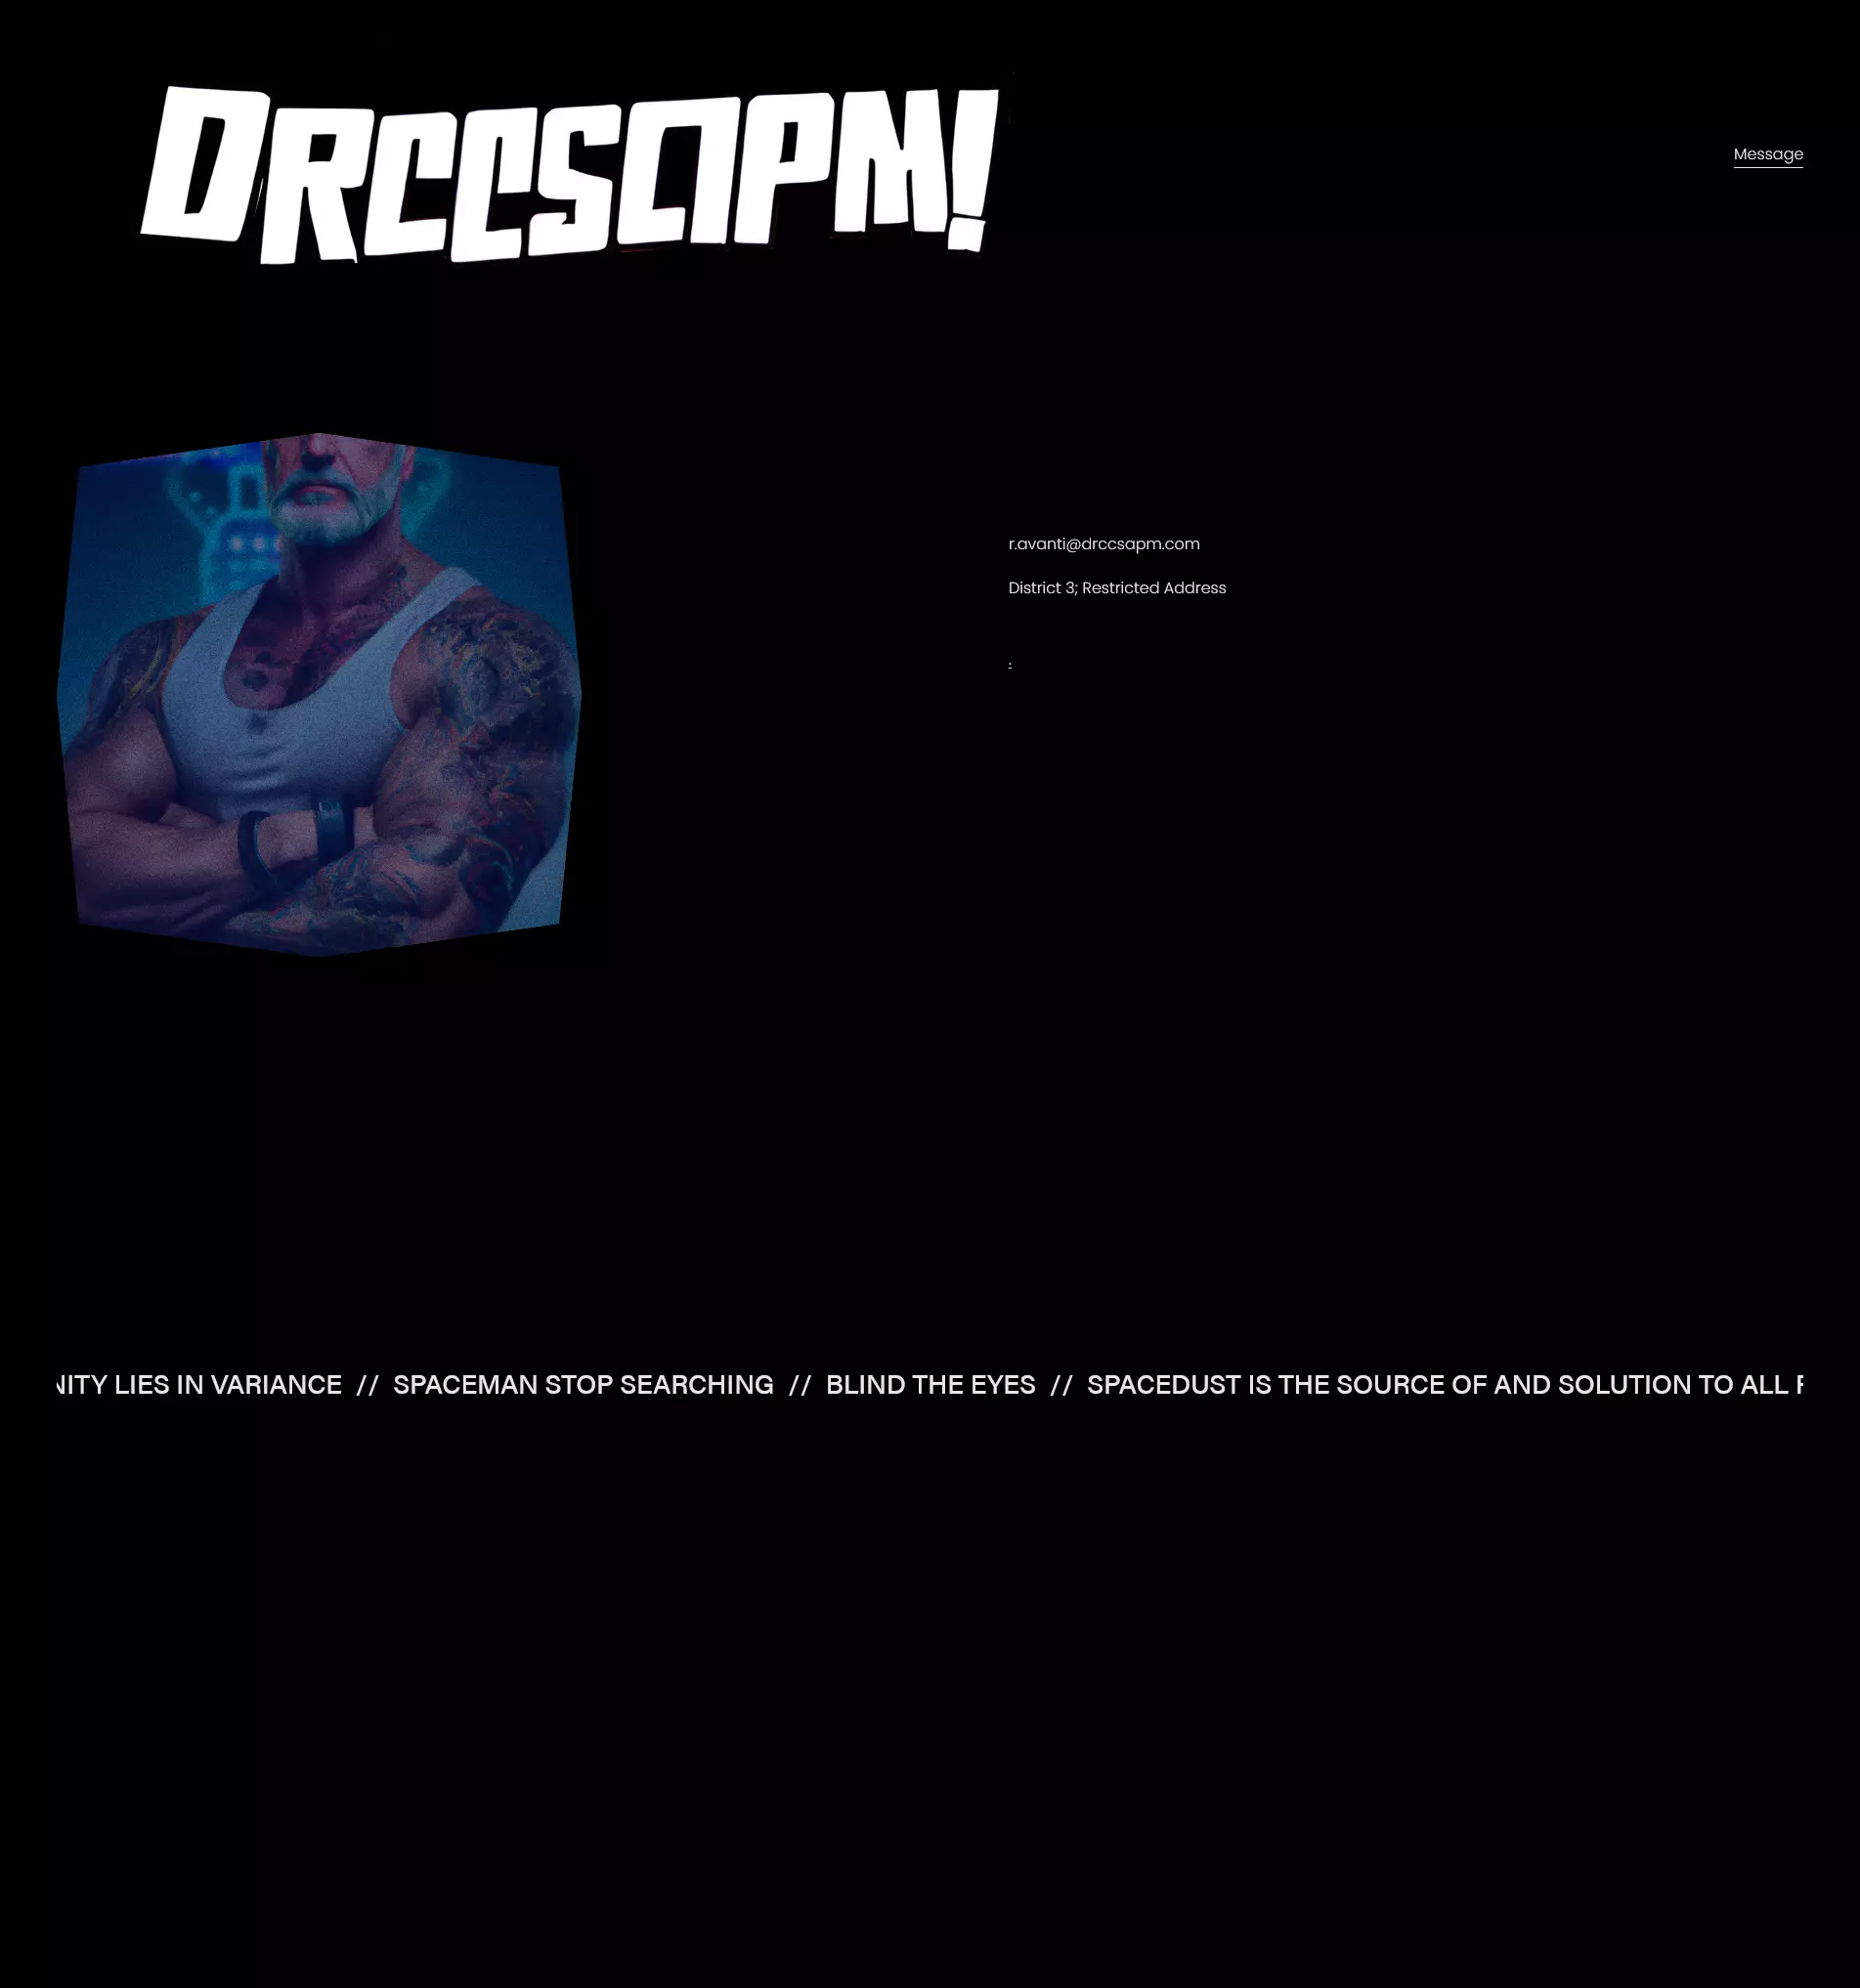 DRCCSAPM!
Message
r.avanti@drccsapm.com
District 3; Restricted Address
:
NITY LIES IN VARIANCE // SPACEMAN STOP SEARCHING // BLIND THE EYES // SPACEDUST IS THE SOURCE OF AND SOLUTION TO ALL